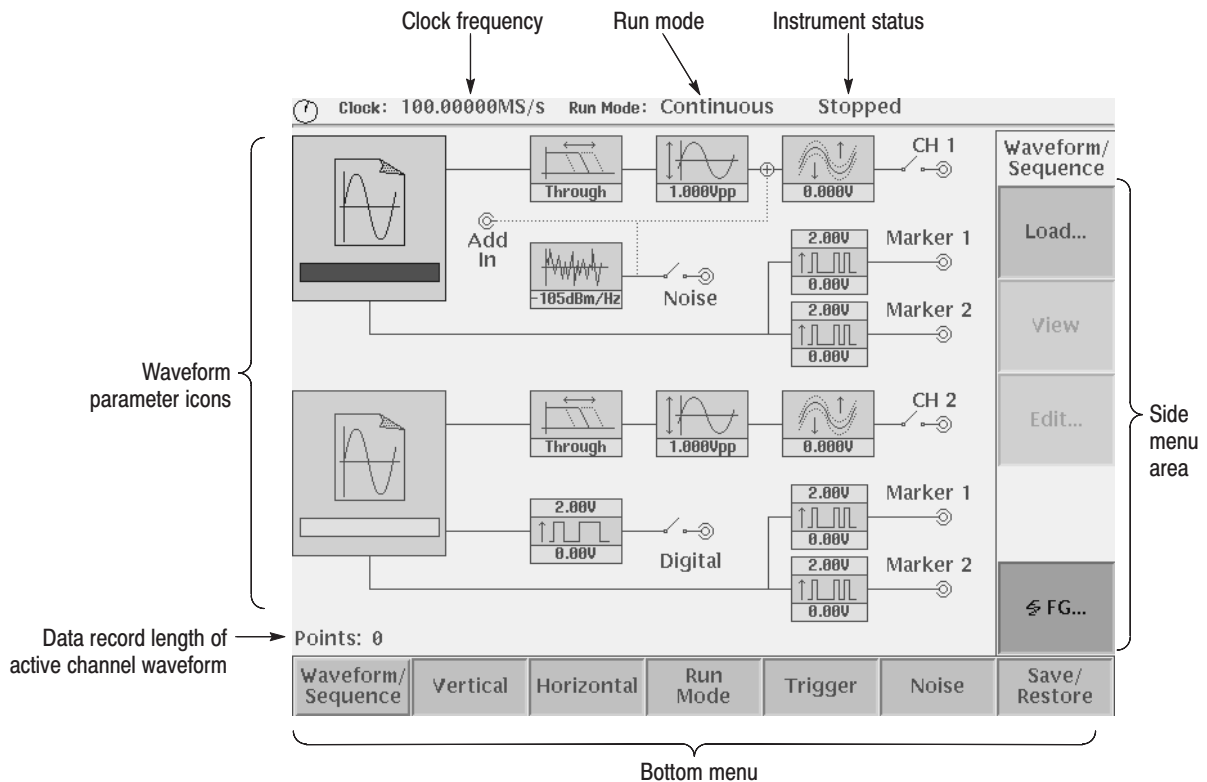 Clock frequency
Run mode
Instrument status
Clock: 100.00000MS/s Run Mode: Continuous Stopped
Waveform/
Sequence
Load...
View
Edit...
FG...
Through
1.000Vpp
0.000V
CH 1
Add
In
-105dBm/Hz
Noise
2.00V
0.00V
Marker 1
2.00V
0.00V
Marker 2
Waveform
parameter icons
Through
1.000Vpp
0.000V
CH 2
2.00V
0.00V
Digital
2.00V
0.00V
Marker 1
2.00V
0.00V
Marker 2
Side
menu
area
Data record length of
active channel waveform
Points: 0
Waveform/
Sequence
Vertical
Horizontal
Run
Mode
Trigger
Noise
Save/
Restore
Bottom menu